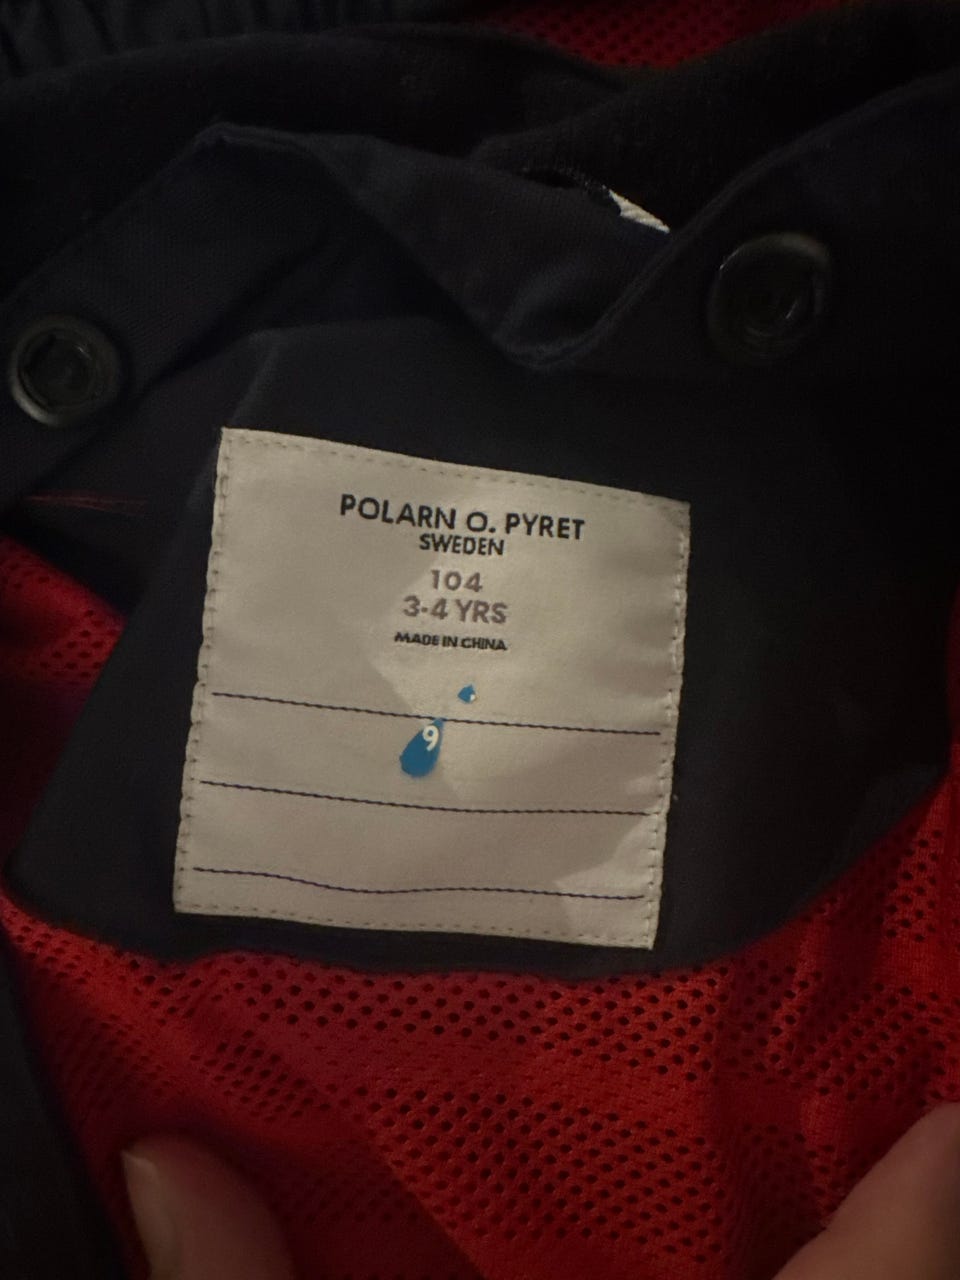 POLARN O. PYRET
SWEDEN
104
3-4 YRS
MADE IN CHINA
9